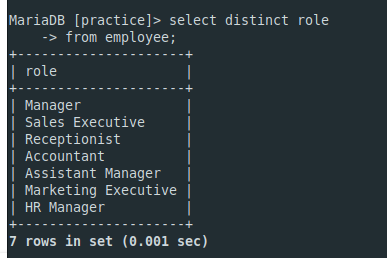 MariaDB [practice]> select distinct role
    -> from employee;
+---------------------+
| role                |
+---------------------+
| Manager             |
| Sales Executive     |
| Receptionist        |
| Accountant          |
| Assistant Manager   |
| Marketing Executive |
| HR Manager          |
+---------------------+
7 rows in set (0.001 sec)